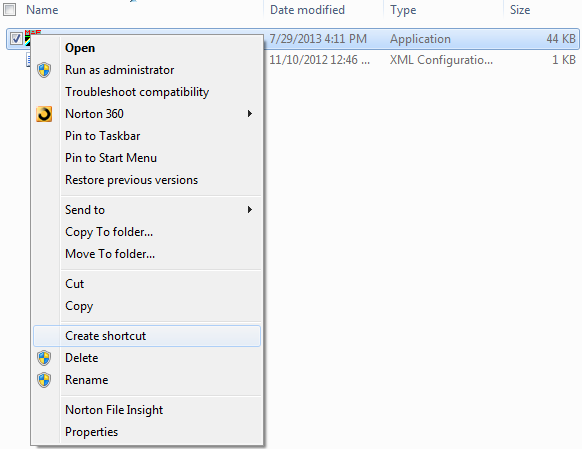 Name Date modified Type Size
7/29/2013 4:11 PM Application 44 KB
11/10/2012 12:46 ... XML Configuratio... 1 KB
Open
Run as administrator
Troubleshoot compatibility
Norton 360
Pin to Taskbar
Pin to Start Menu
Restore previous versions
Send to
Copy To folder...
Move To folder...
Cut
Copy
Create shortcut
Delete
Rename
Norton File Insight
Properties